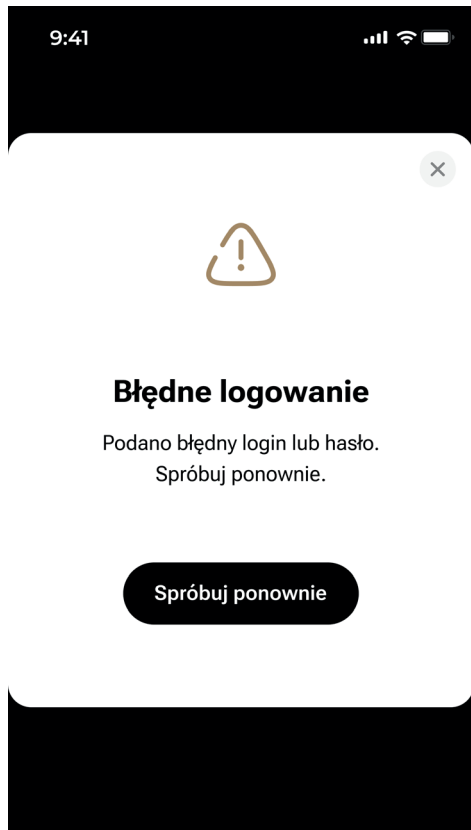 9:41
Błędne logowanie
Podano błędny login lub hasło.
Spróbuj ponownie.
Spróbuj ponownie